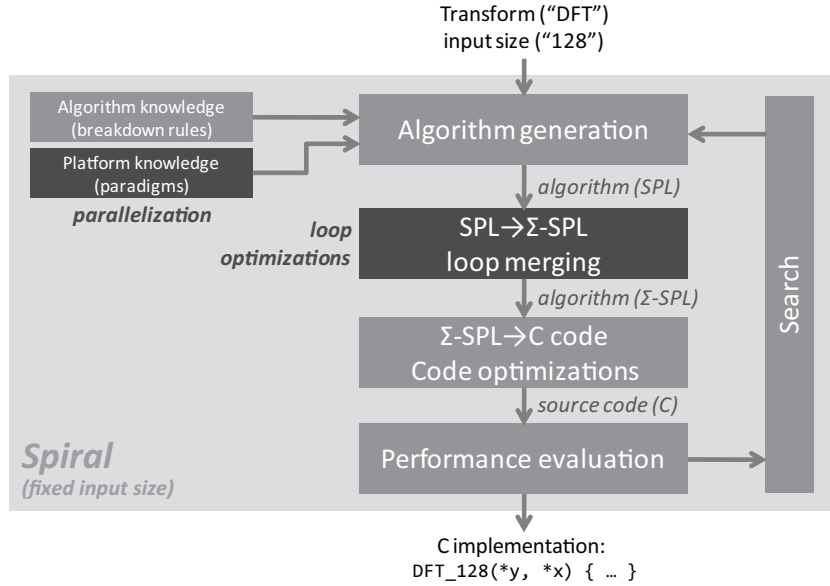 Transform (“DFT”)
input size (“128”)
Algorithm knowledge
(breakdown rules)
Algorithm generation
Platform knowledge
(paradigms)
parallelization
algorithm (SPL)
loop
optimizations
SPL→Σ-SPL
loop merging
algorithm (Σ-SPL)
Search
Σ-SPL→C code
Code optimizations
source code (C)
Spiral
(fixed input size)
Performance evaluation
C implementation:
DFT_128(*y, *x) { … }